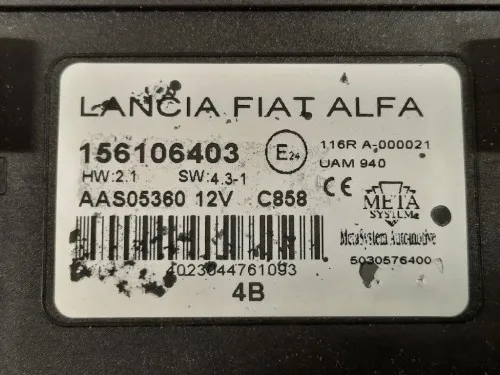 LANCIA FIAT ALFA
156106403
E24
116R A-000021
UAM 940
HW:2.1 SW:4.3-1
CE
AAS05360 12V C858
META
SYSTEM
MetaSystem Automotive
5030576400
4B